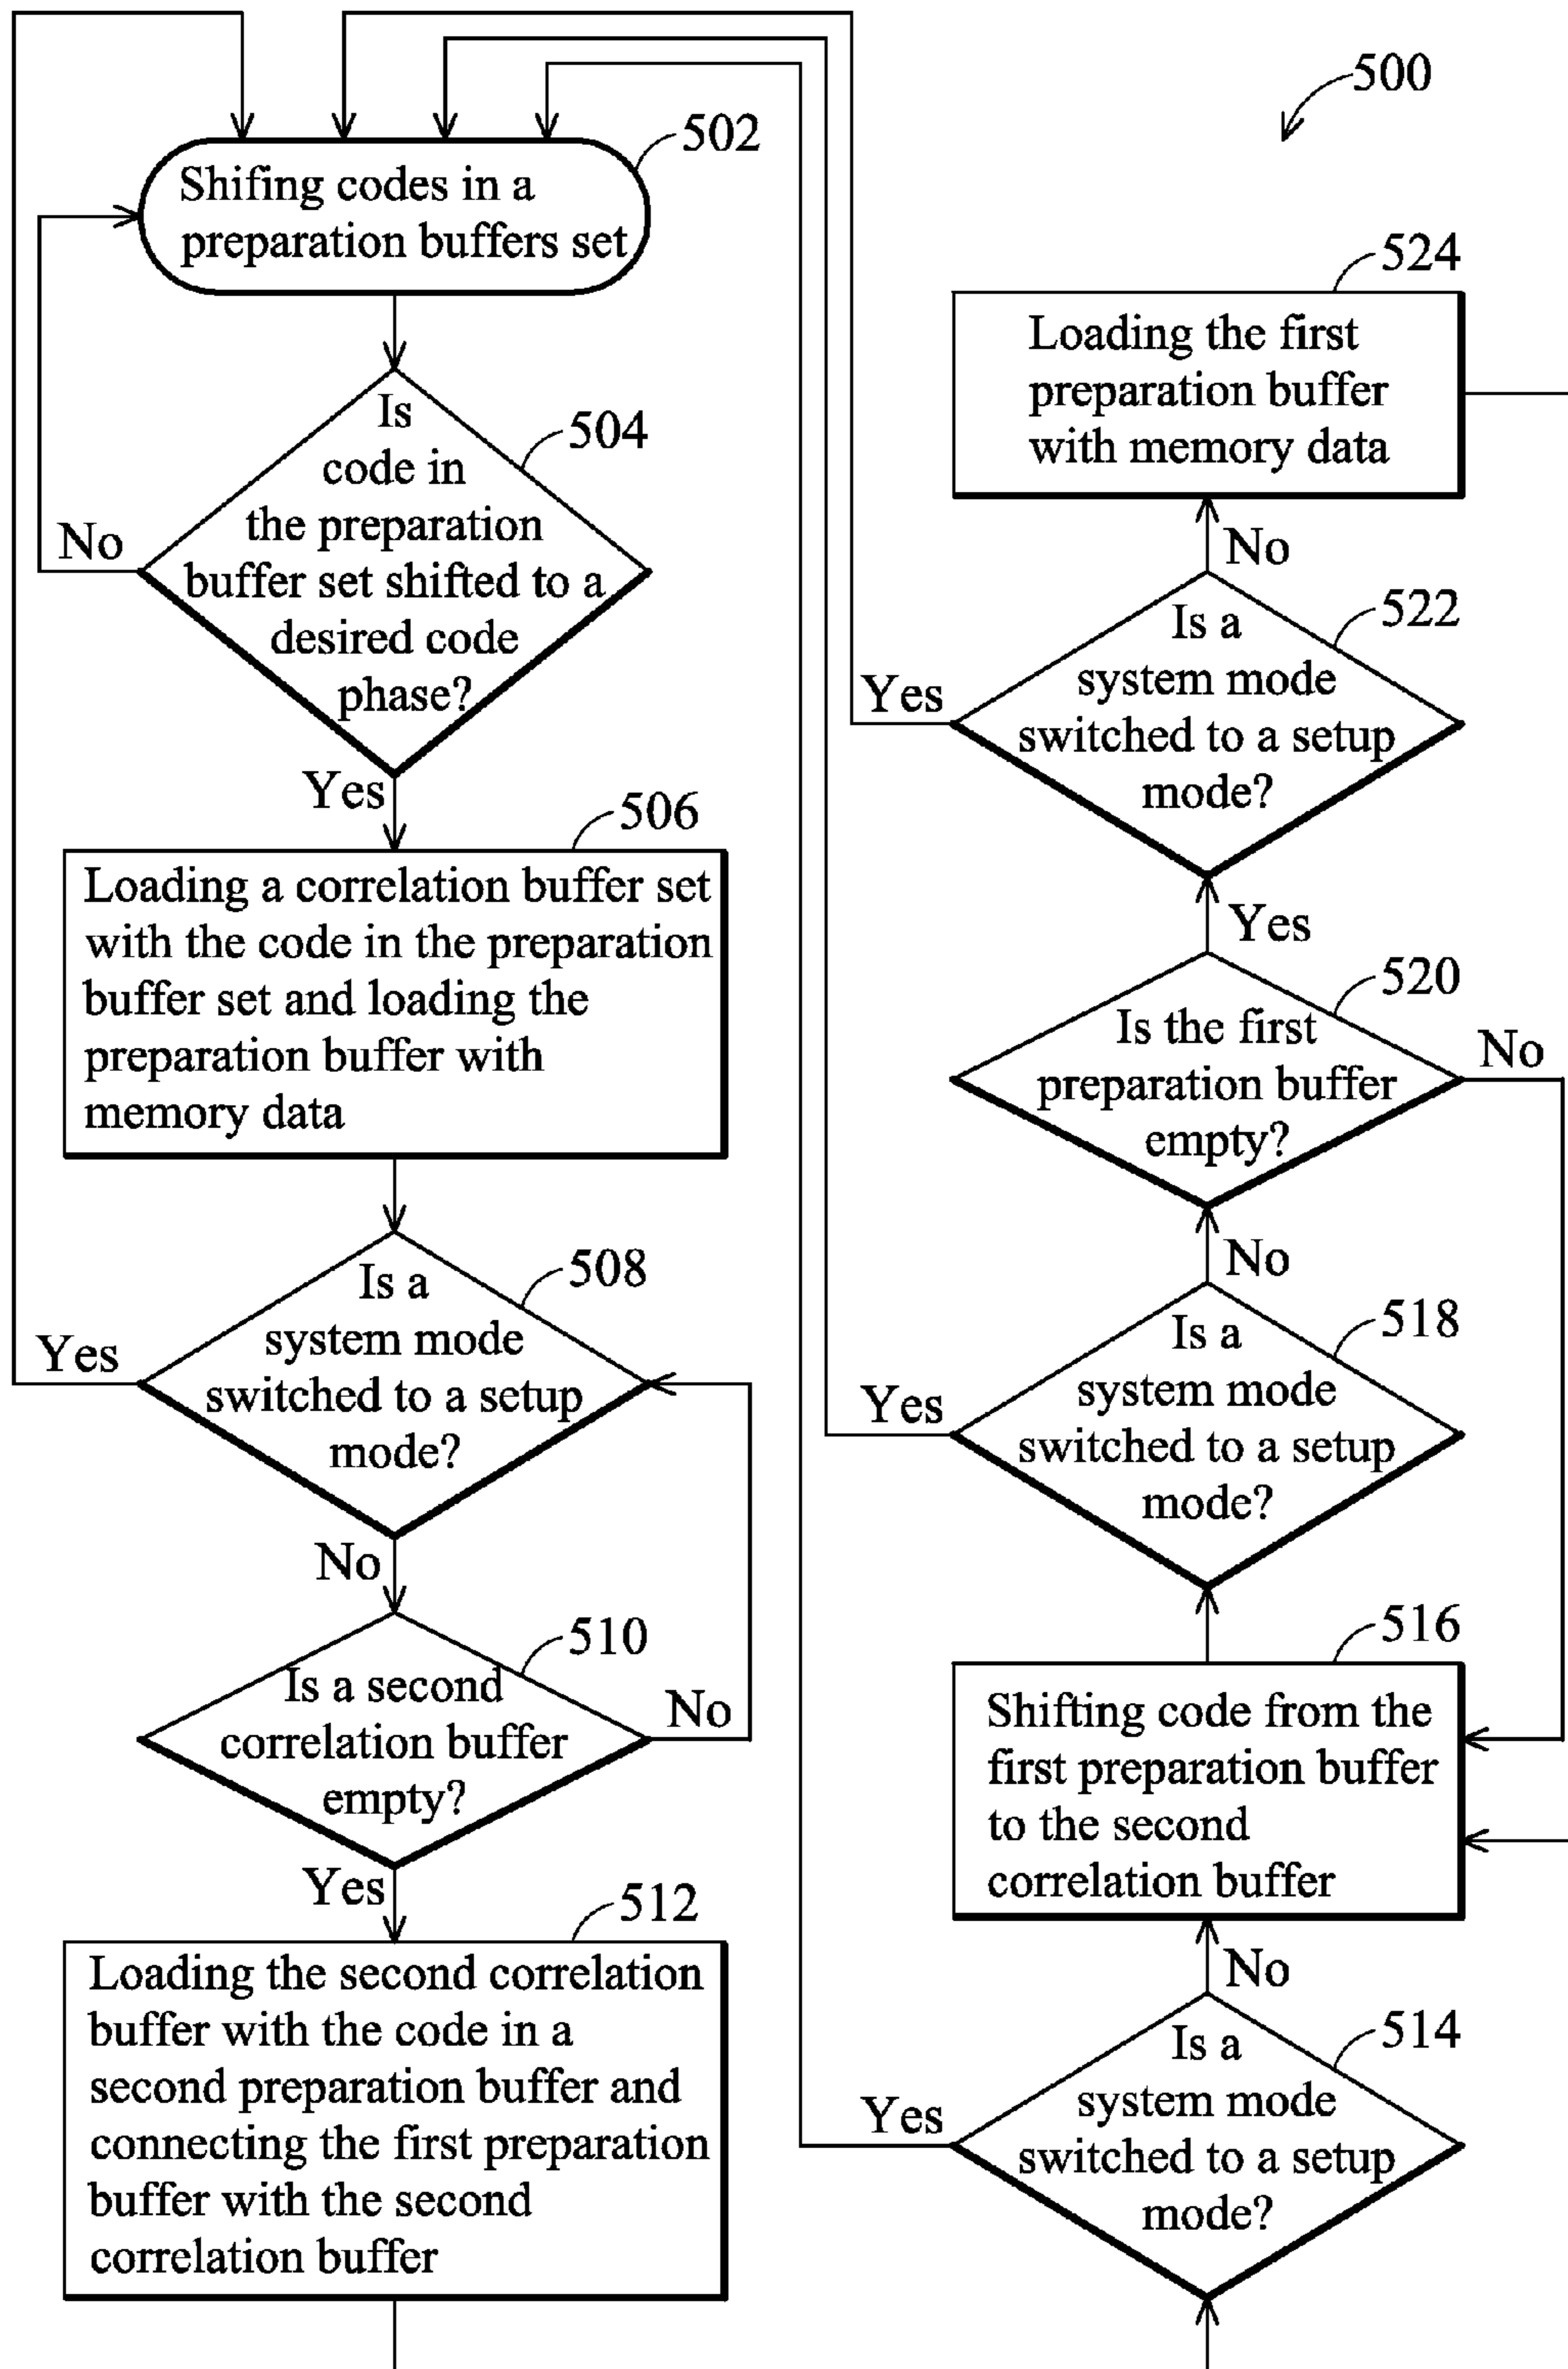 500
502
Shifing codes in a
preparation buffers set
504
Is
code in
the preparation
buffer set shifted to a
desired code
phase?
No
Yes
506
Loading a correlation buffer set
with the code in the preparation
buffer set and loading the
preparation buffer with
memory data
508
Is a
system mode
switched to a setup
mode?
Yes
No
510
Is a second
correlation buffer
empty?
No
Yes
512
Loading the second correlation
buffer with the code in a
second preparation buffer and
connecting the first preparation
buffer with the second
correlation buffer
524
Loading the first
preparation buffer
with memory data
No
522
Is a
system mode
switched to a setup
mode?
Yes
Yes
520
Is the first
preparation buffer
empty?
No
No
518
Is a
system mode
switched to a setup
mode?
Yes
516
Shifting code from the
first preparation buffer
to the second
correlation buffer
No
514
Is a
system mode
switched to a setup
mode?
Yes